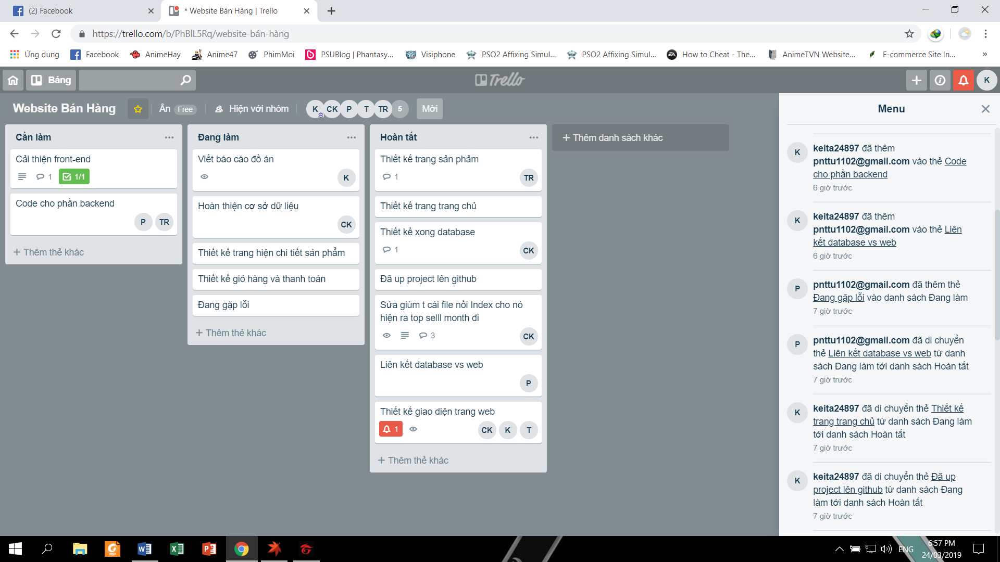 (2) Facebook
* Website Bán Hàng | Trello
https://trello.com/b/PhBlL5Rq/website-bán-hàng
Ứng dụng
Facebook
AnimeHay
Anime47
PhimMoi
PSUBlog | Phantasy...
Visiphone
PSO2 Affixing Simul...
PSO2 Affixing Simul...
How to Cheat - The...
AnimeTVN Website...
E-commerce Site In...
»
Bảng
Trello
K
Website Bán Hàng
Ân Free
Hiện với nhóm
K CK P T TR 5
Mời
Cần làm
Cải thiện front-end
1
1/1
Code cho phần backend
P TR
+ Thêm thẻ khác
Đang làm
Viết báo cáo đồ án
K
Hoàn thiện cơ sở dữ liệu
CK
Thiết kế trang hiện chi tiết sản phẩm
Thiết kế giỏ hàng và thanh toán
Đang gặp lỗi
+ Thêm thẻ khác
Hoàn tất
Thiết kế trang sản phảm
1
TR
Thiết kế trang trang chủ
Thiết kế xong database
1
CK
Đã up project lên github
Sửa giùm t cái file nối Index cho nó
hiện ra top selll month đi
3
CK
Liên kết database vs web
P
Thiết kế giao diện trang web
1
CK K T
+ Thêm thẻ khác
+ Thêm danh sách khác
Menu
K
keita24897 đã thêm
pnttu1102@gmail.com vào thẻ Code
cho phần backend
6 giờ trước
K
keita24897 đã thêm
pnttu1102@gmail.com vào thẻ Liên
kết database vs web
6 giờ trước
P
pnttu1102@gmail.com đã thêm thẻ
Đang gặp lỗi vào danh sách Đang làm
7 giờ trước
P
pnttu1102@gmail.com đã di chuyển
thẻ Liên kết database vs web từ danh
sách Đang làm tới danh sách Hoàn tất
7 giờ trước
K
keita24897 đã di chuyển thẻ Thiết kế
trang trang chủ từ danh sách Đang làm
tới danh sách Hoàn tất
7 giờ trước
K
keita24897 đã di chuyển thẻ Đã up
project lên github từ danh sách Đang
làm tới danh sách Hoàn tất
7 giờ trước
ENG
6:57 PM
24/03/2019